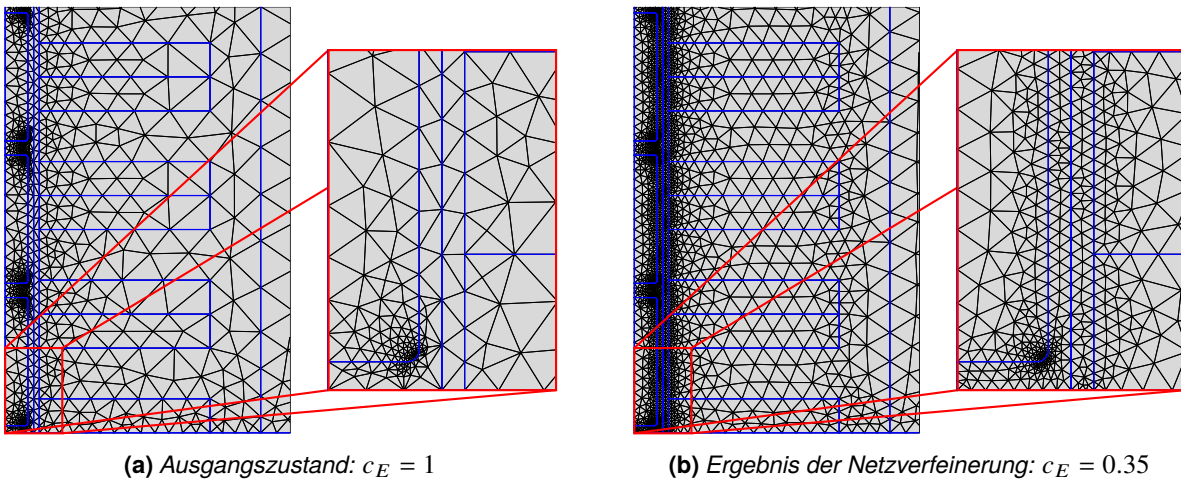 (a) Ausgangszustand: c_E = 1
(b) Ergebnis der Netzverfeinerung: c_E = 0.35